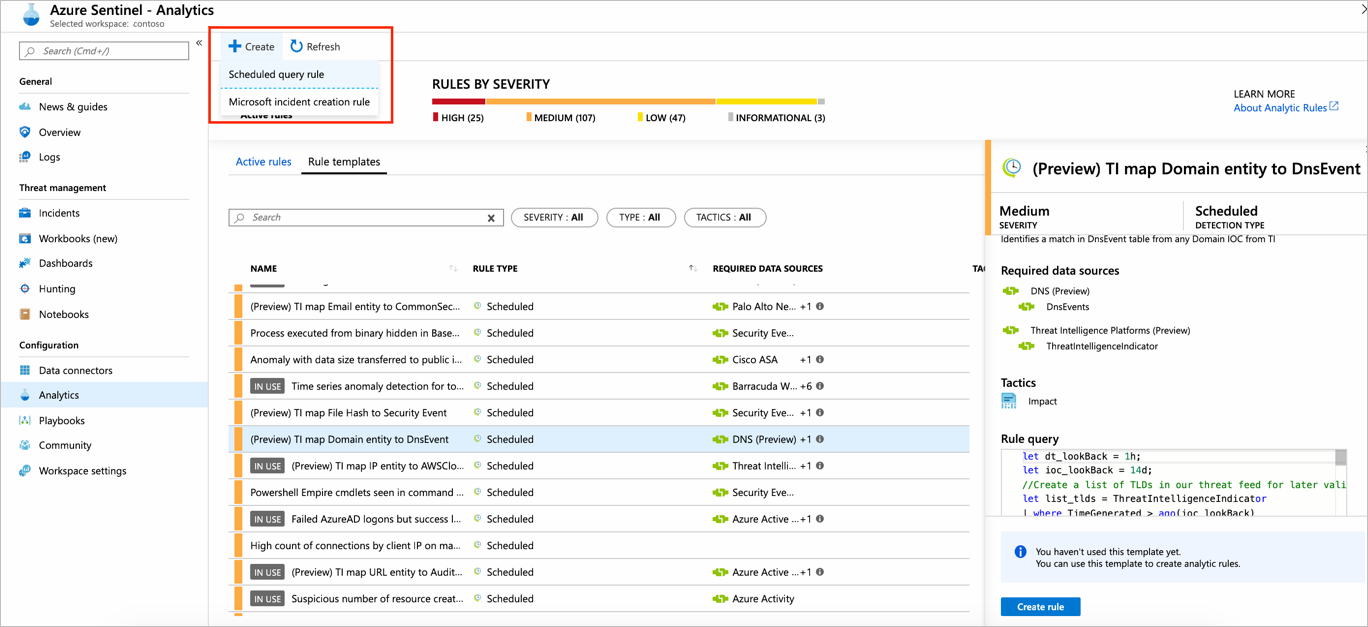 Azure Sentinel - Analytics
Selected workspace: contoso
Search (Cmd+/)
«
General
News & guides
Overview
Logs
Threat management
Incidents
Workbooks (new)
Dashboards
Hunting
Notebooks
Configuration
Data connectors
Analytics
Playbooks
Community
Workspace settings
Create Refresh
Scheduled query rule
Microsoft incident creation rule
Active rules
RULES BY SEVERITY
HIGH (25) MEDIUM (107) LOW (47) INFORMATIONAL (3)
LEARN MORE
About Analytic Rules
Active rules Rule templates
Search
SEVERITY : All TYPE : All TACTICS : All
NAME RULE TYPE REQUIRED DATA SOURCES TAC
(Preview) TI map Email entity to CommonSec... Scheduled Palo Alto Ne... +1
Process executed from binary hidden in Base... Scheduled Security Eve...
Anomaly with data size transferred to public i... Scheduled Cisco ASA +1
IN USE Time series anomaly detection for to... Scheduled Barracuda W... +6
(Preview) TI map File Hash to Security Event Scheduled Security Eve... +1
(Preview) TI map Domain entity to DnsEvent Scheduled DNS (Preview) +1
IN USE (Preview) TI map IP entity to AWSClo... Scheduled Threat Intelli... +1
Powershell Empire cmdlets seen in command ... Scheduled Security Eve...
IN USE Failed AzureAD logons but success l... Scheduled Azure Active ... +1
High count of connections by client IP on ma... Scheduled
IN USE (Preview) TI map URL entity to Audit... Scheduled Azure Active ... +1
IN USE Suspicious number of resource creat... Scheduled Azure Activity
(Preview) TI map Domain entity to DnsEvent
Medium
SEVERITY
Scheduled
DETECTION TYPE
Identifies a match in DnsEvent table from any Domain IOC from TI
Required data sources
DNS (Preview)
DnsEvents
Threat Intelligence Platforms (Preview)
ThreatIntelligenceIndicator
Tactics
Impact
Rule query
let dt_lookBack = 1h;
let ioc_lookBack = 14d;
//Create a list of TLDs in our threat feed for later vali
let list_tlds = ThreatIntelligenceIndicator
| where TimeGenerated > ago(ioc_lookBack)
You haven't used this template yet.
You can use this template to create analytic rules.
Create rule